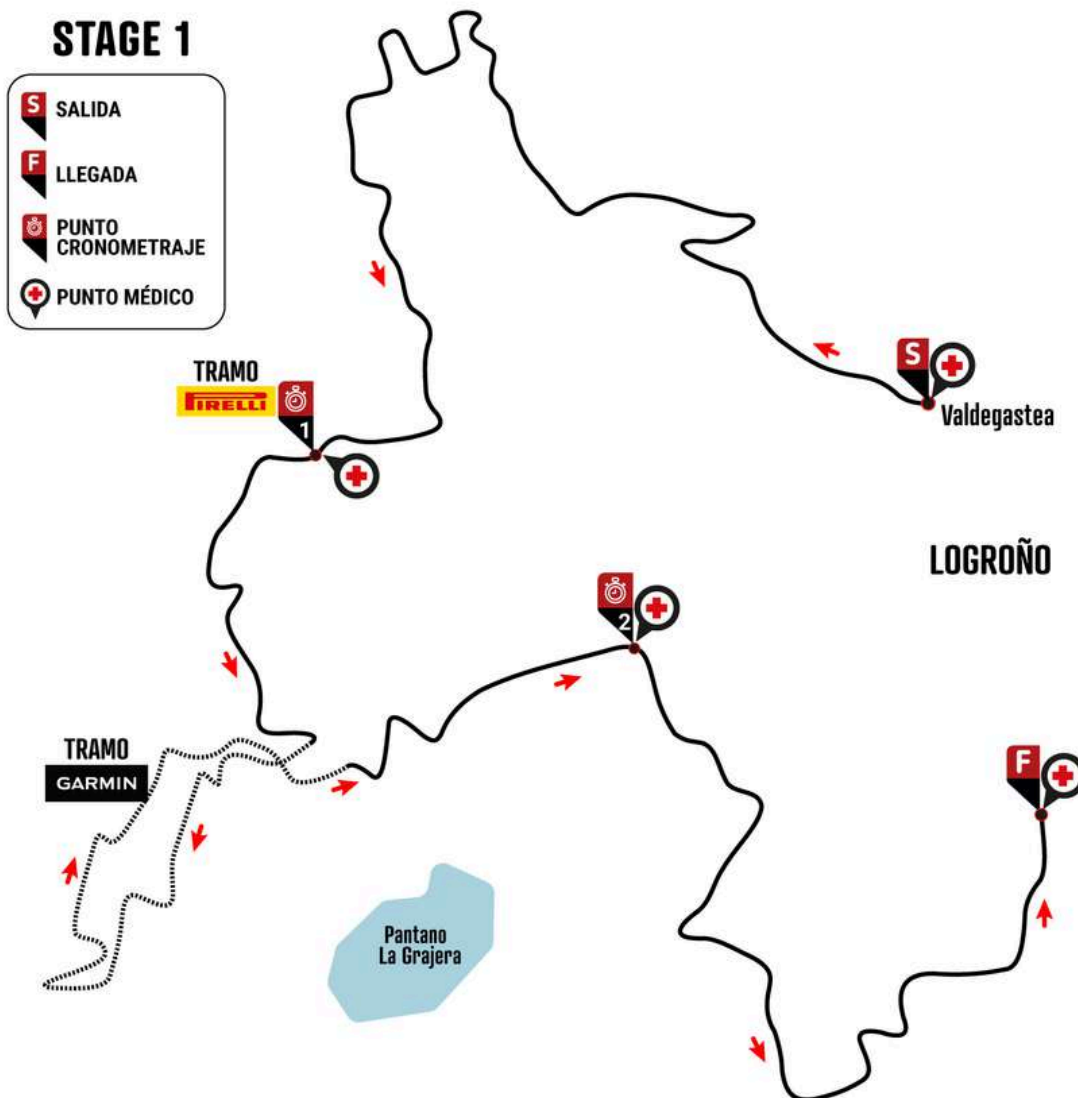 STAGE 1
S SALIDA
F LLEGADA
PUNTO
CRONOMETRAJE
PUNTO MÉDICO
S
Valdegastea
TRAMO
PIRELLI
1
LOGROÑO
2
TRAMO
GARMIN
F
Pantano
La Grajera